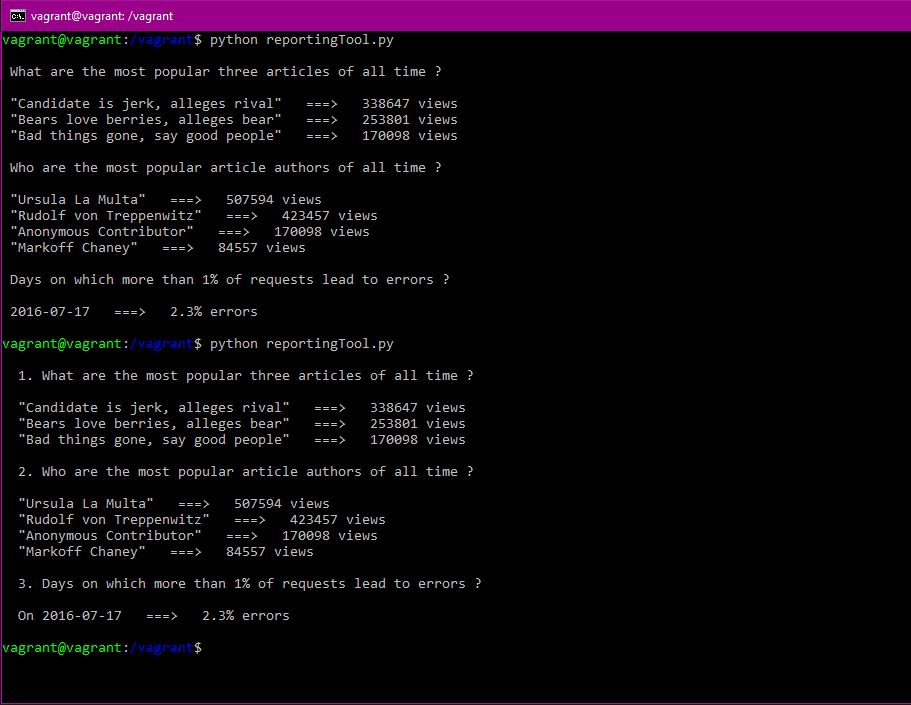 vagrant@vagrant: /vagrant
vagrant@vagrant:/vagrant$ python reportingTool.py
What are the most popular three articles of all time ?
"Candidate is jerk, alleges rival" ===> 338647 views
"Bears love berries, alleges bear" ===> 253801 views
"Bad things gone, say good people" ===> 170098 views
Who are the most popular article authors of all time ?
"Ursula La Multa" ===> 507594 views
"Rudolf von Treppenwitz" ===> 423457 views
"Anonymous Contributor" ===> 170098 views
"Markoff Chaney" ===> 84557 views
Days on which more than 1% of requests lead to errors ?
2016-07-17 ===> 2.3% errors
vagrant@vagrant:/vagrant$ python reportingTool.py
1. What are the most popular three articles of all time ?
"Candidate is jerk, alleges rival" ===> 338647 views
"Bears love berries, alleges bear" ===> 253801 views
"Bad things gone, say good people" ===> 170098 views
2. Who are the most popular article authors of all time ?
"Ursula La Multa" ===> 507594 views
"Rudolf von Treppenwitz" ===> 423457 views
"Anonymous Contributor" ===> 170098 views
"Markoff Chaney" ===> 84557 views
3. Days on which more than 1% of requests lead to errors ?
On 2016-07-17 ===> 2.3% errors
vagrant@vagrant:/vagrant$